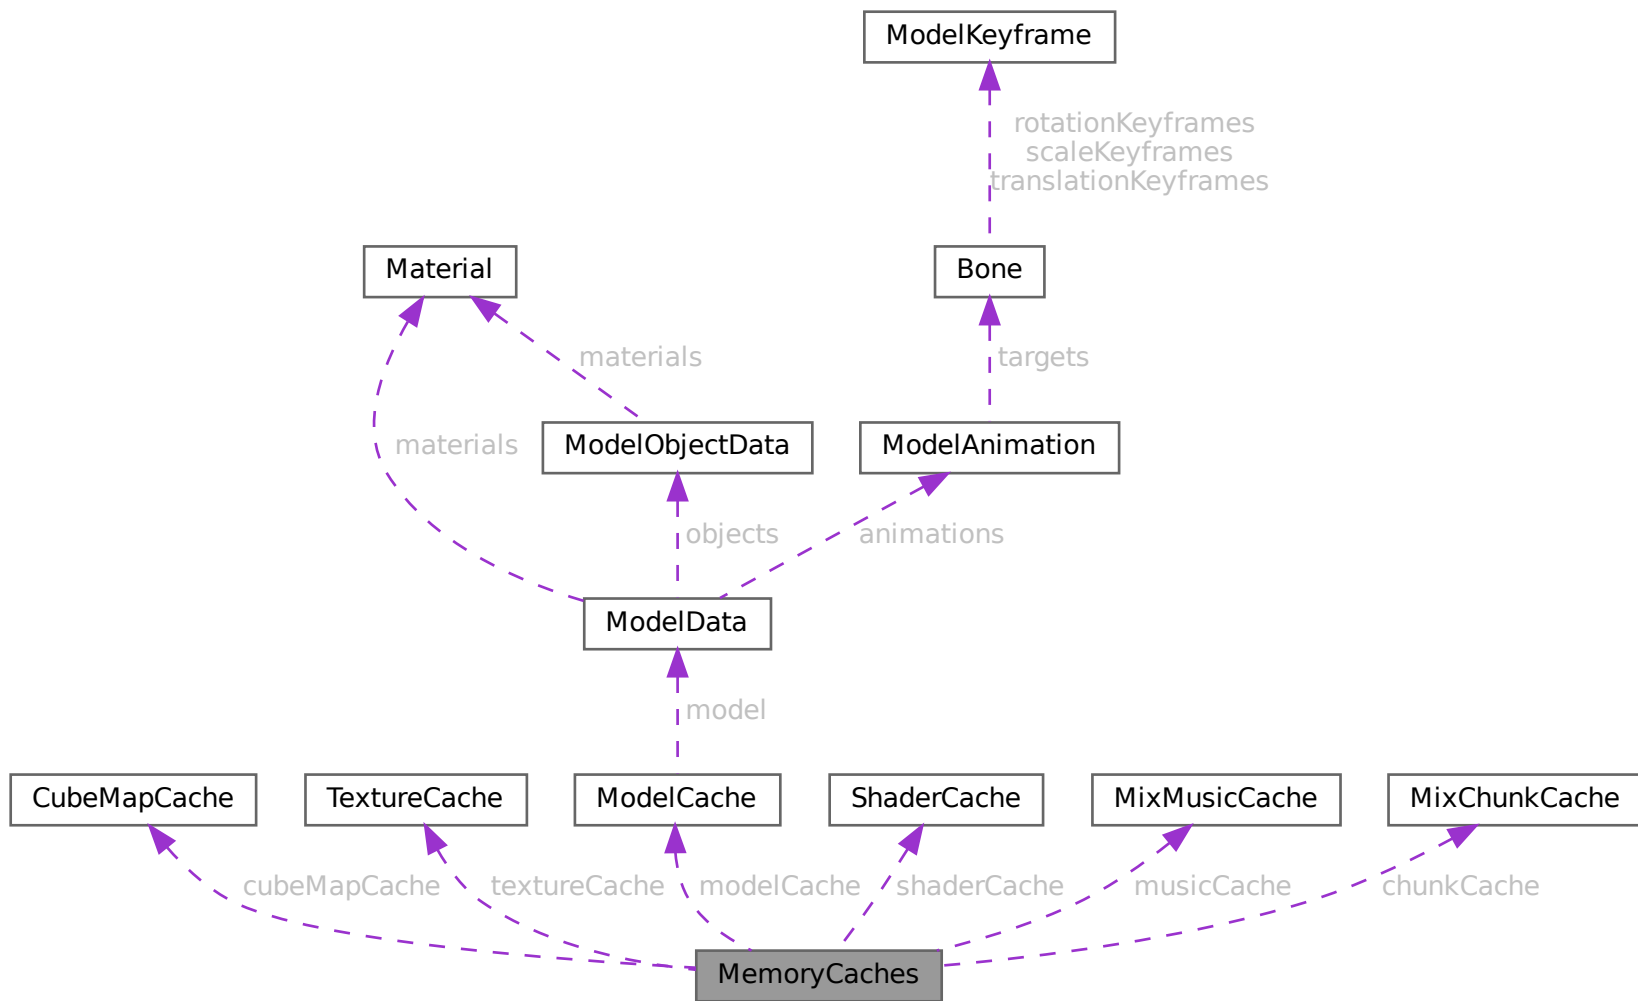 ModelKeyframe
rotationKeyframes
scaleKeyframes
translationKeyframes
Material
Bone
materials
targets
materials
ModelObjectData
ModelAnimation
objects
animations
ModelData
model
CubeMapCache
TextureCache
ModelCache
ShaderCache
MixMusicCache
MixChunkCache
cubeMapCache
textureCache
modelCache
shaderCache
musicCache
chunkCache
MemoryCaches